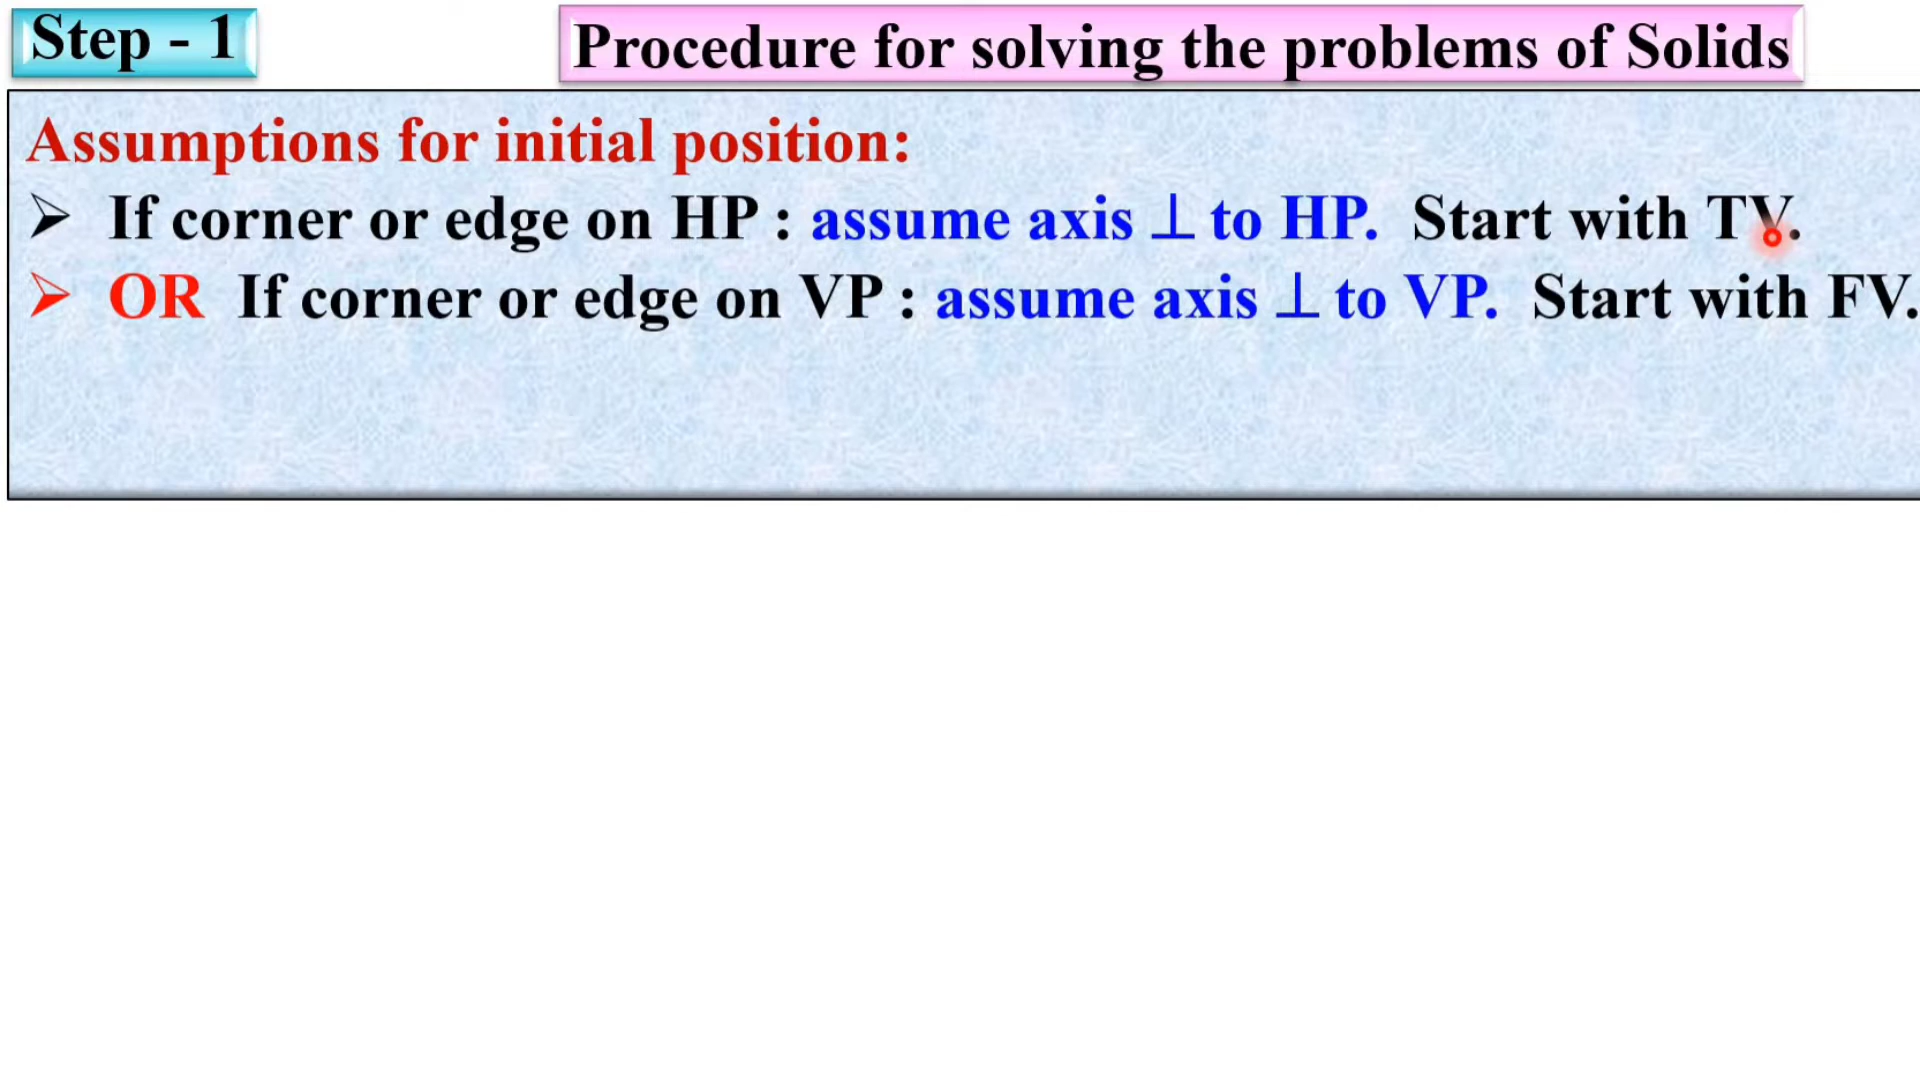 Step - 1
Procedure for solving the problems of Solids
Assumptions for initial position:
➢ If corner or edge on HP : assume axis ⊥ to HP. Start with TV.
➢ OR If corner or edge on VP : assume axis ⊥ to VP. Start with FV.